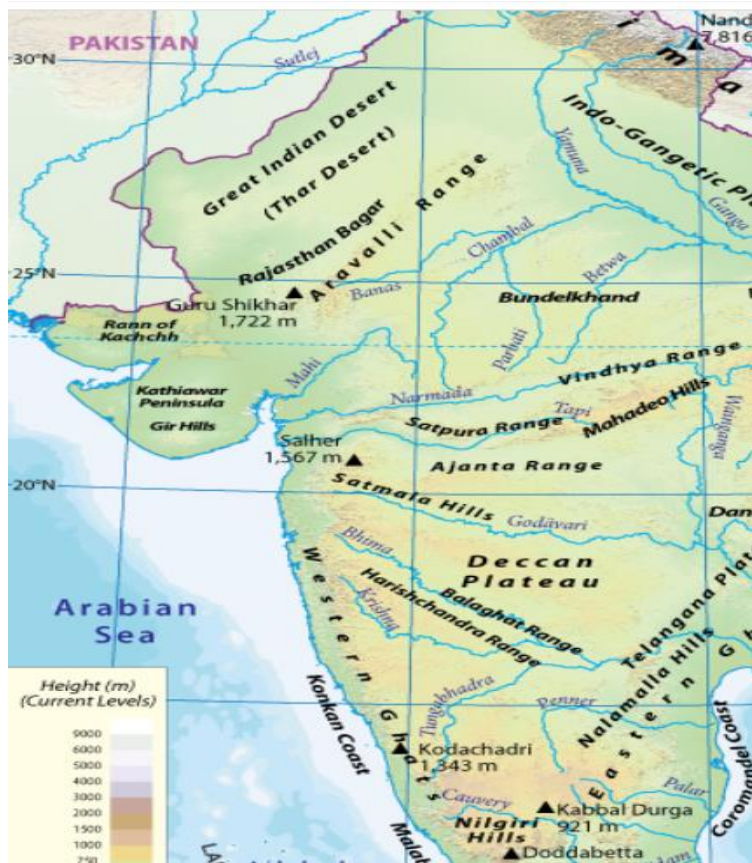 PAKISTAN
Nand
7,816
30°N
Sutlej
i
m
a
Great Indian Desert
(Thar Desert)
Yamuna
Indo-Gangetic Pl
Ganga
Rajasthan Bagar
Aravalli Range
Chambal
25°N
Banas
Betwa
Guru Shikhar
1,722 m
Bundelkhand
Rann of
Kachchh
Parbati
Mahi
Vindhya Range
Kathiawar
Peninsula
Gir Hills
Narmada
Tapi
Mahadeo Hills
Wainganga
Satpura Range
Salher
1,567 m
Ajanta Range
20°N
Satmala Hills
Godāvari
Dan
Bhima
Deccan
Plateau
Western Ghats
Harishchandra Range
Balaghat Range
Krishna
Telangana Plat
Arabian
Sea
Nalamalla Hills
Eastern Gh
Height (m)
(Current Levels)
Konkan Coast
Tungabhadra
Penner
Coromandel Coast
9000
6000
5000
4000
3000
2000
1500
1000
750
Kodachadri
1,343 m
Palar
Cauvery
Kabbal Durga
921 m
Nilgiri
Hills
Malab
Doddabetta